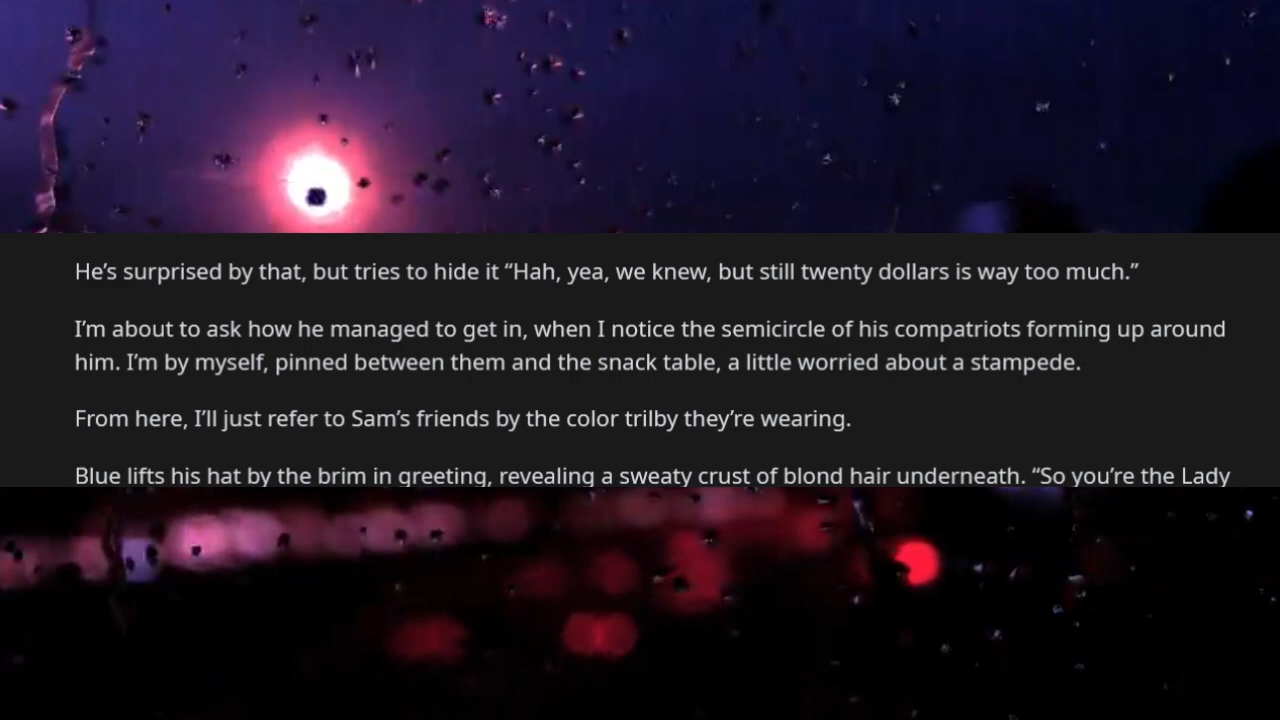 He’s surprised by that, but tries to hide it “Hah, yea, we knew, but still twenty dollars is way too much.”
I’m about to ask how he managed to get in, when I notice the semicircle of his compatriots forming up around
him. I’m by myself, pinned between them and the snack table, a little worried about a stampede.
From here, I’ll just refer to Sam’s friends by the color trilby they’re wearing.
Blue lifts his hat by the brim in greeting, revealing a sweaty crust of blond hair underneath. “So you’re the Lady